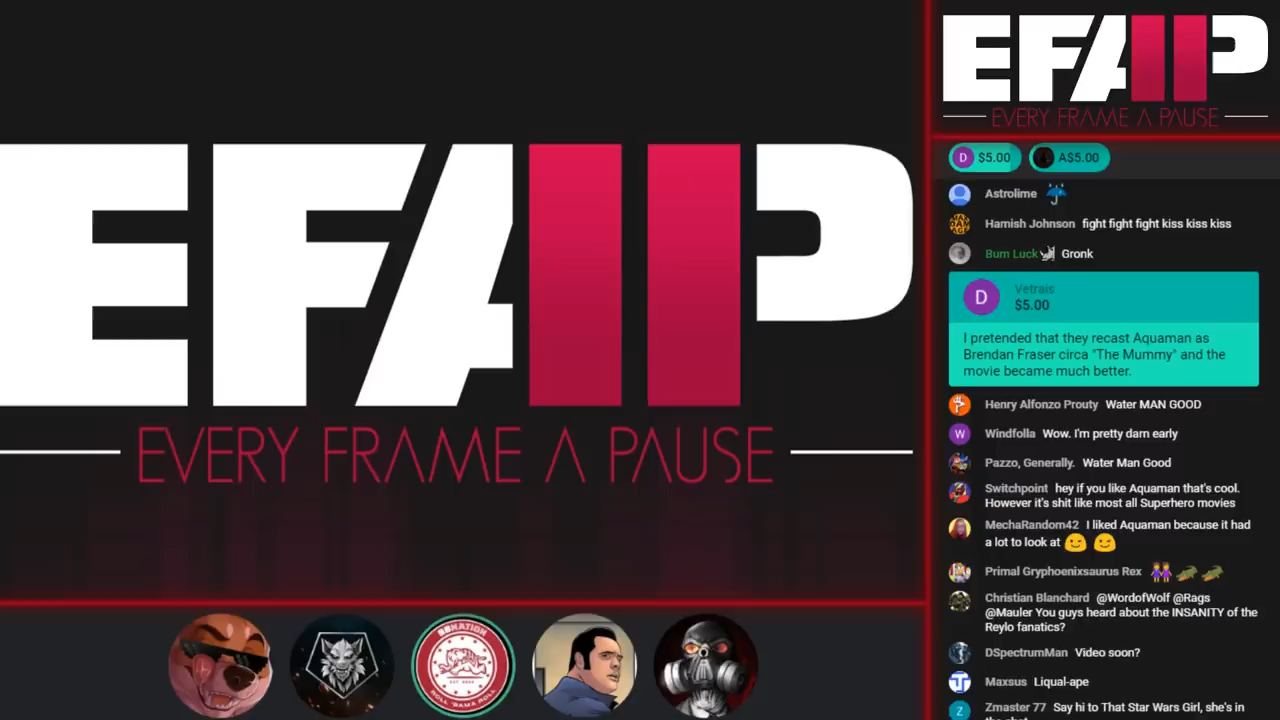 EFAP
EVERY FRAME A PAUSE
BBNATION
ROLL 'BAMA ROLL
EFAP
EVERY FRAME A PAUSE
D $5.00 A$5.00
Astrolime
Hamish Johnson fight fight fight kiss kiss kiss
Bum Luck Gronk
D Vetrais
$5.00
I pretended that they recast Aquaman as
Brendan Fraser circa "The Mummy" and the
movie became much better.
Henry Alfonzo Prouty Water MAN GOOD
W Windfolla Wow. I'm pretty darn early
Pazzo, Generally. Water Man Good
Switchpoint hey if you like Aquaman that's cool.
However it's shit like most all Superhero movies
MechaRandom42 I liked Aquaman because it had
a lot to look at
Primal Gryphoenixsaurus Rex
Christian Blanchard @WordofWolf @Rags
@Mauler You guys heard about the INSANITY of the
Reylo fanatics?
DSpectrumMan Video soon?
Maxsus Liqual-ape
Z Zmaster 77 Say hi to That Star Wars Girl, she's in